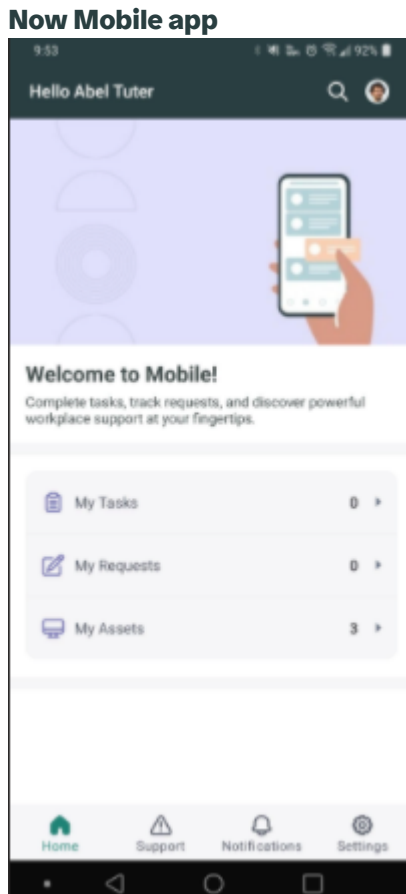 Now Mobile app
9:53 92%
Hello Abel Tuter
Welcome to Mobile!
Complete tasks, track requests, and discover powerful
workplace support at your fingertips.
My Tasks 0
My Requests 0
My Assets 3
Home Support Notifications Settings